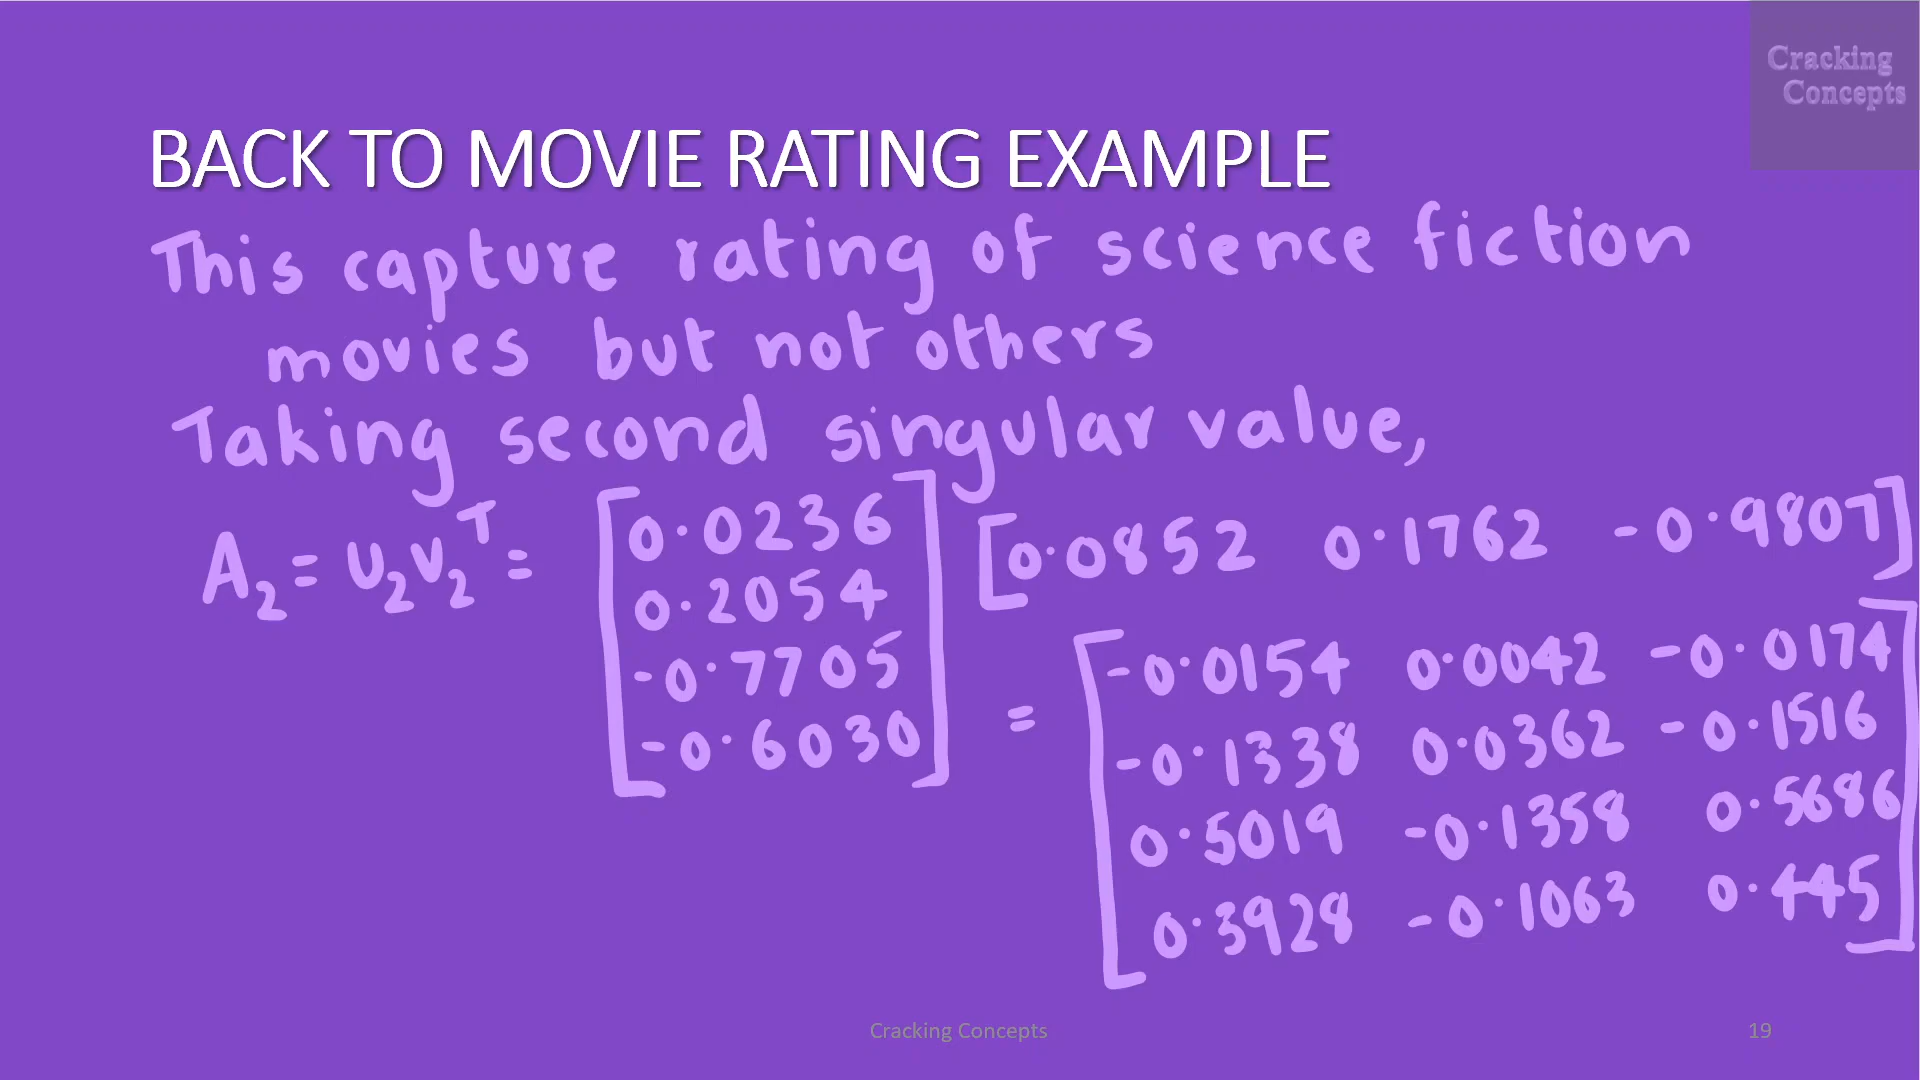 Cracking
Concepts
BACK TO MOVIE RATING EXAMPLE
This capture rating of science fiction
movies but not others
Taking second singular value,
A₂ = U₂V₂ᵀ = [0.0236 [0.0852 0.1762 -0.9807]
0.2054
-0.7705
-0.6030]
= [-0.0154 0.0042 -0.0174
-0.1338 0.0362 -0.1516
0.5019 -0.1358 0.5686
0.3928 -0.1063 0.445]
Cracking Concepts
19